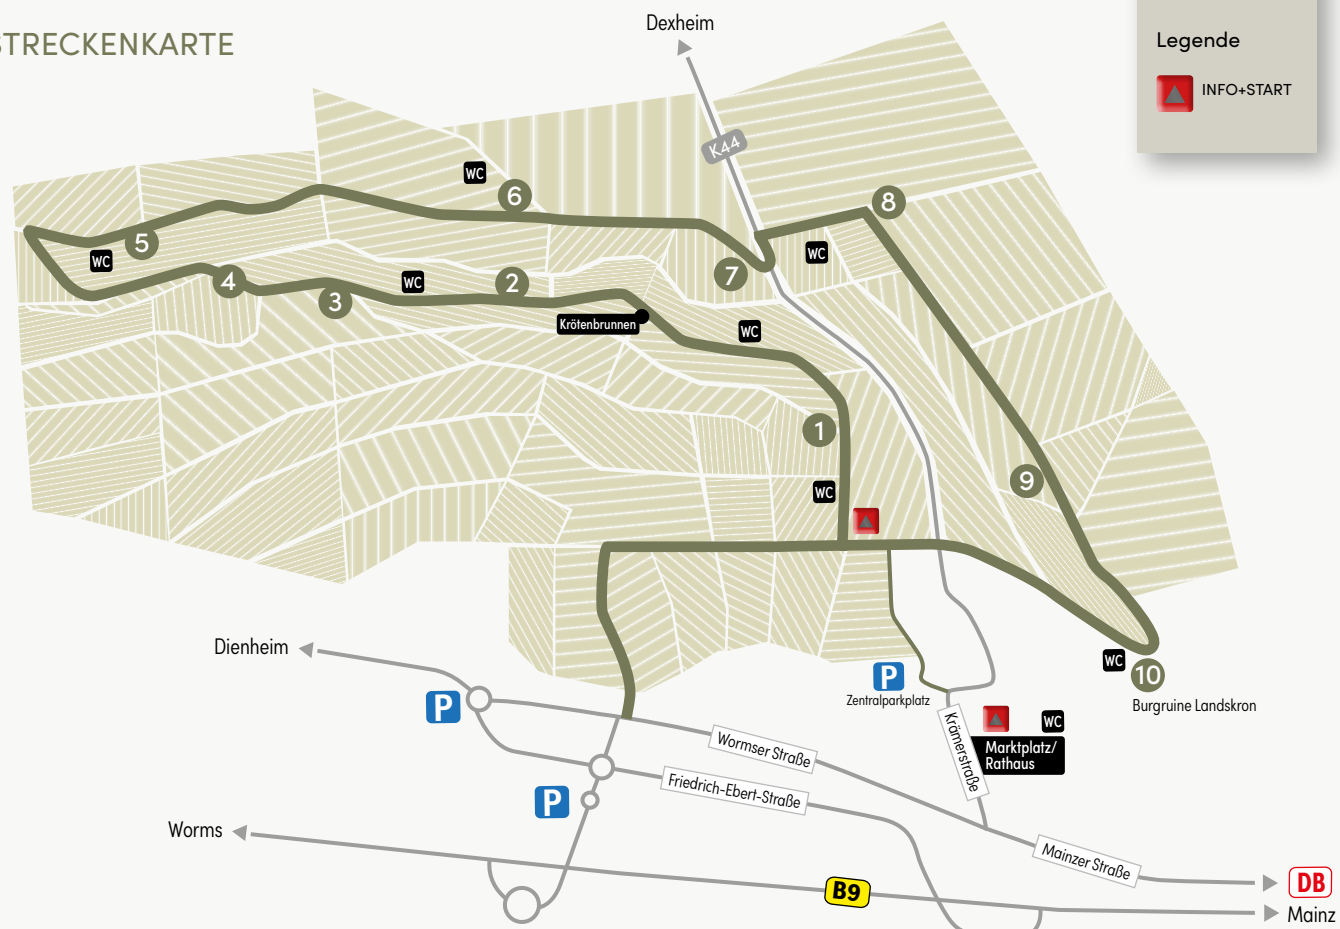 Dexheim
STRECKENKARTE
Legende
INFO+START
K44
WC
6
8
5
WC
WC
7
4
WC
2
3
Krötenbrunnen
WC
1
9
WC
Dienheim
P
Zentralparkplatz
WC
10
Burgruine Landskron
P
Wormser Straße
Krämerstraße
WC
Marktplatz/
Rathaus
Friedrich-Ebert-Straße
P
Worms
Mainzer Straße
B9
DB
Mainz